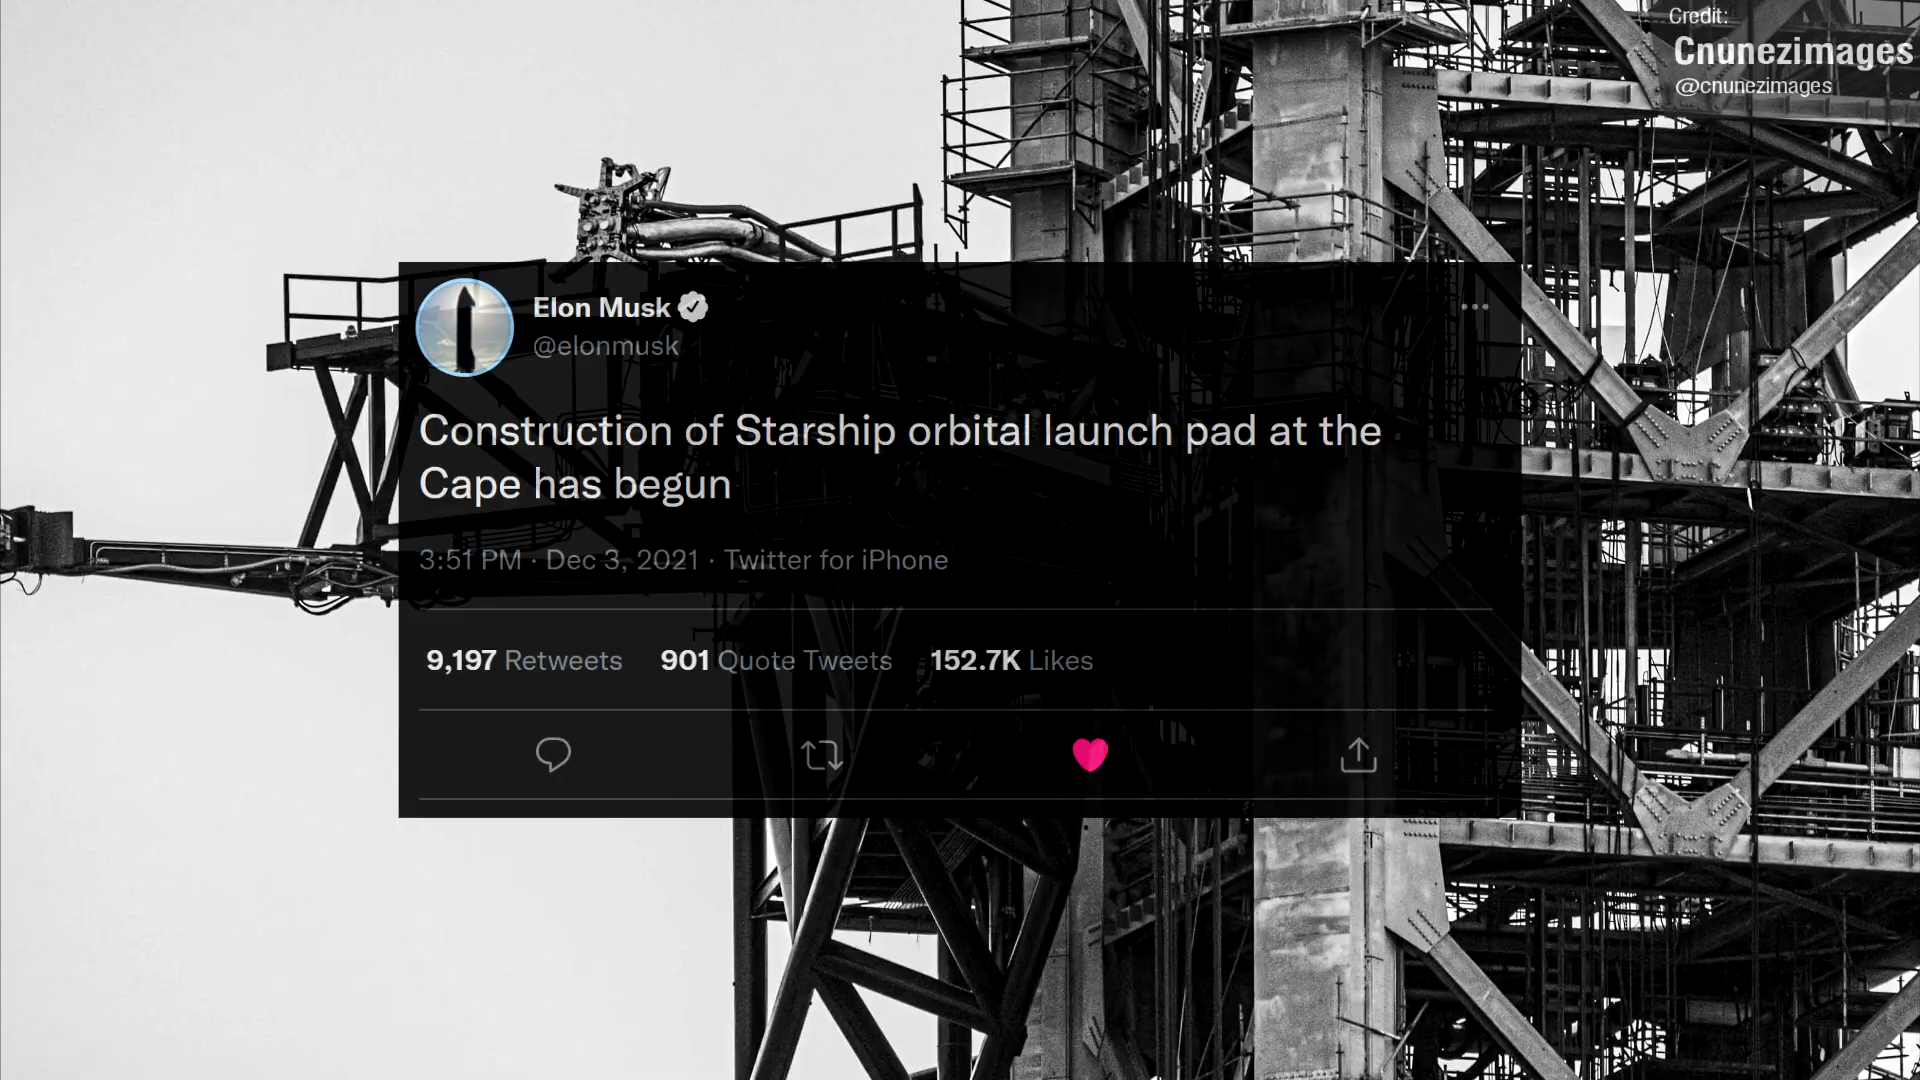 Credit:
Cnunezimages
@cnunezimages
Elon Musk
@elonmusk
Construction of Starship orbital launch pad at the
Cape has begun
3:51 PM · Dec 3, 2021 · Twitter for iPhone
9,197 Retweets 901 Quote Tweets 152.7K Likes